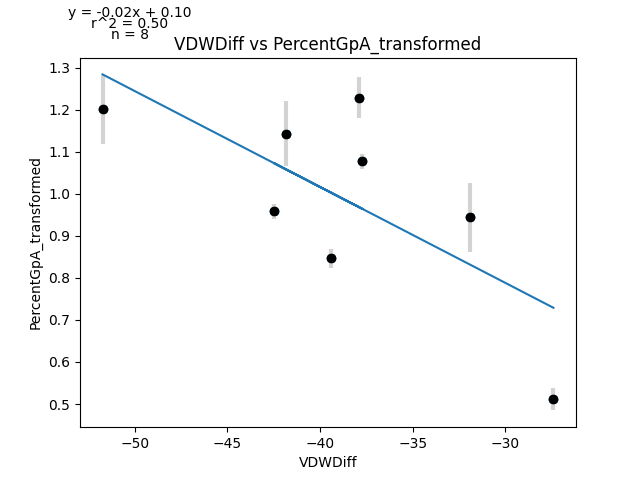 y = -0.02x + 0.10
r^2 = 0.50
n = 8
VDWDiff vs PercentGpA_transformed
1.3
1.2
1.1
1.0
0.9
0.8
0.7
0.6
0.5
PercentGpA_transformed
−50
−45
−40
−35
−30
VDWDiff